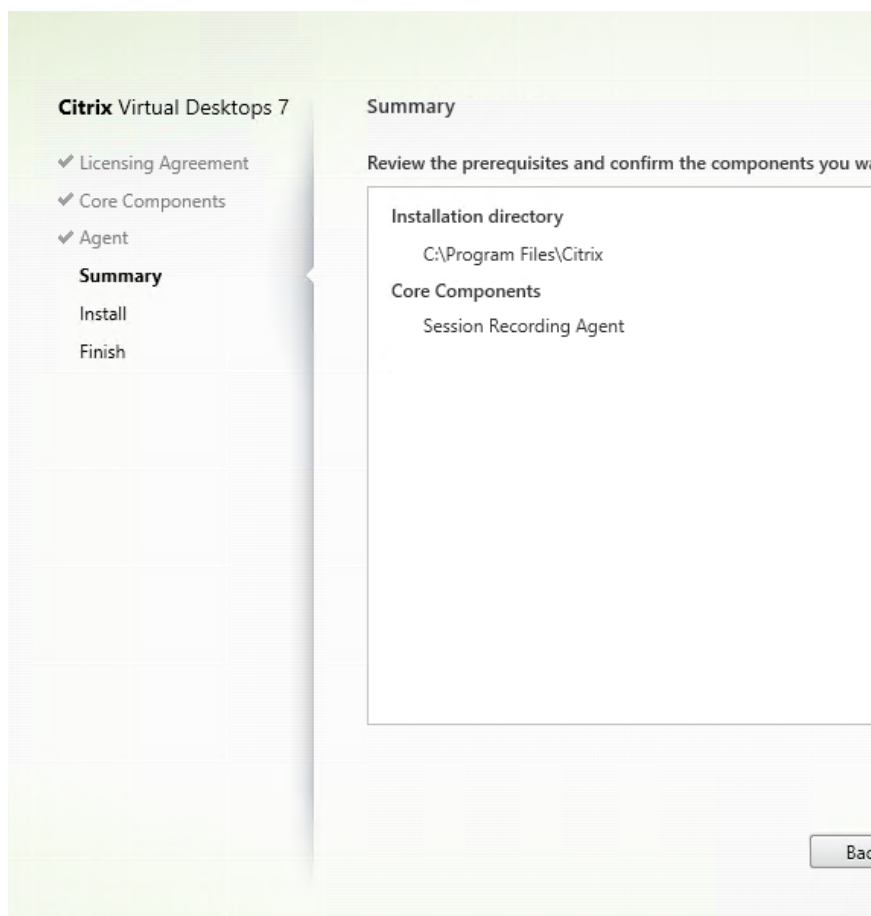 Citrix Virtual Desktops 7
Licensing Agreement
Core Components
Agent
Summary
Install
Finish
Summary
Review the prerequisites and confirm the components you
Installation directory
C:\Program Files\Citrix
Core Components
Session Recording Agent